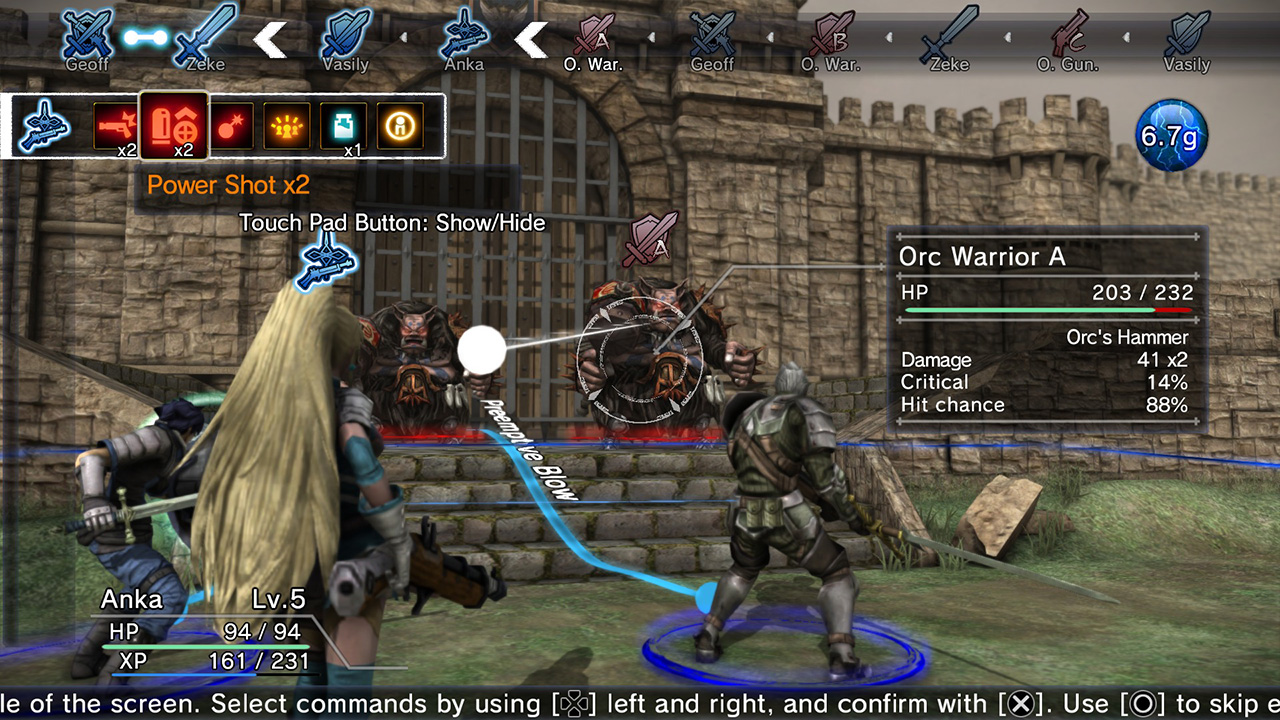 Geoff Zeke Vasily Anka O. War. Geoff O. War. Zeke O. Gun. Vasily
A B C
x2 x2 x1
6.7g
Power Shot x2
Touch Pad Button: Show/Hide
A
Orc Warrior A
HP 203 / 232
Orc's Hammer
Damage 41 x2
Critical 14%
Hit chance 88%
Preemptive Blow
Anka Lv.5
HP 94 / 94
XP 161 / 231
le of the screen. Select commands by using [ ] left and right, and confirm with [X]. Use [O] to skip e